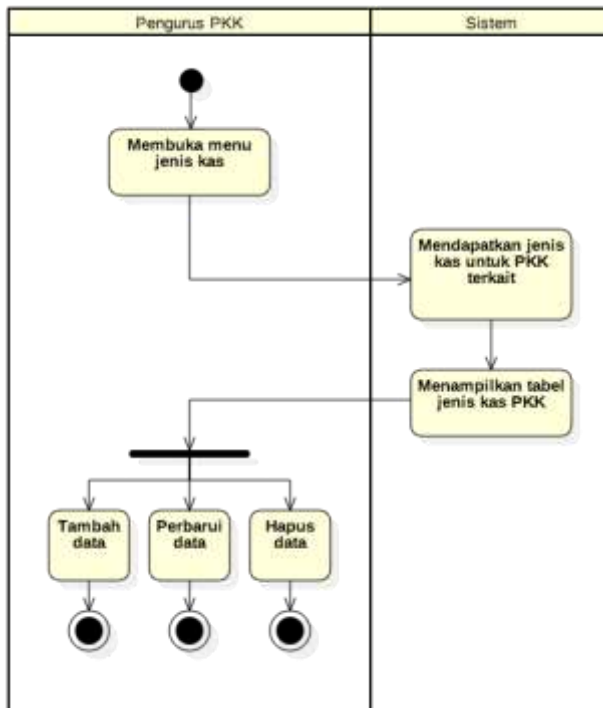 Pengurus PKK
Sistem
Membuka menu
jenis kas
Mendapatkan jenis
kas untuk PKK
terkait
Menampilkan tabel
jenis kas PKK
Tambah
data
Perbarui
data
Hapus
data